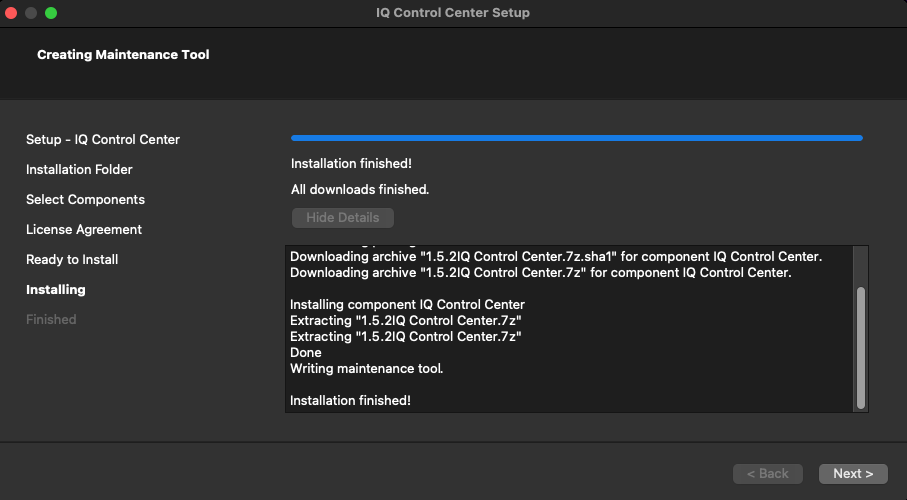 IQ Control Center Setup
Creating Maintenance Tool
Setup - IQ Control Center
Installation Folder
Select Components
License Agreement
Ready to Install
Installing
Finished
Installation finished!
All downloads finished.
Hide Details
Downloading archive "1.5.2IQ Control Center.7z.sha1" for component IQ Control Center.
Downloading archive "1.5.2IQ Control Center.7z" for component IQ Control Center.
Installing component IQ Control Center
Extracting "1.5.2IQ Control Center.7z"
Extracting "1.5.2IQ Control Center.7z"
Done
Writing maintenance tool.
Installation finished!
< Back
Next >